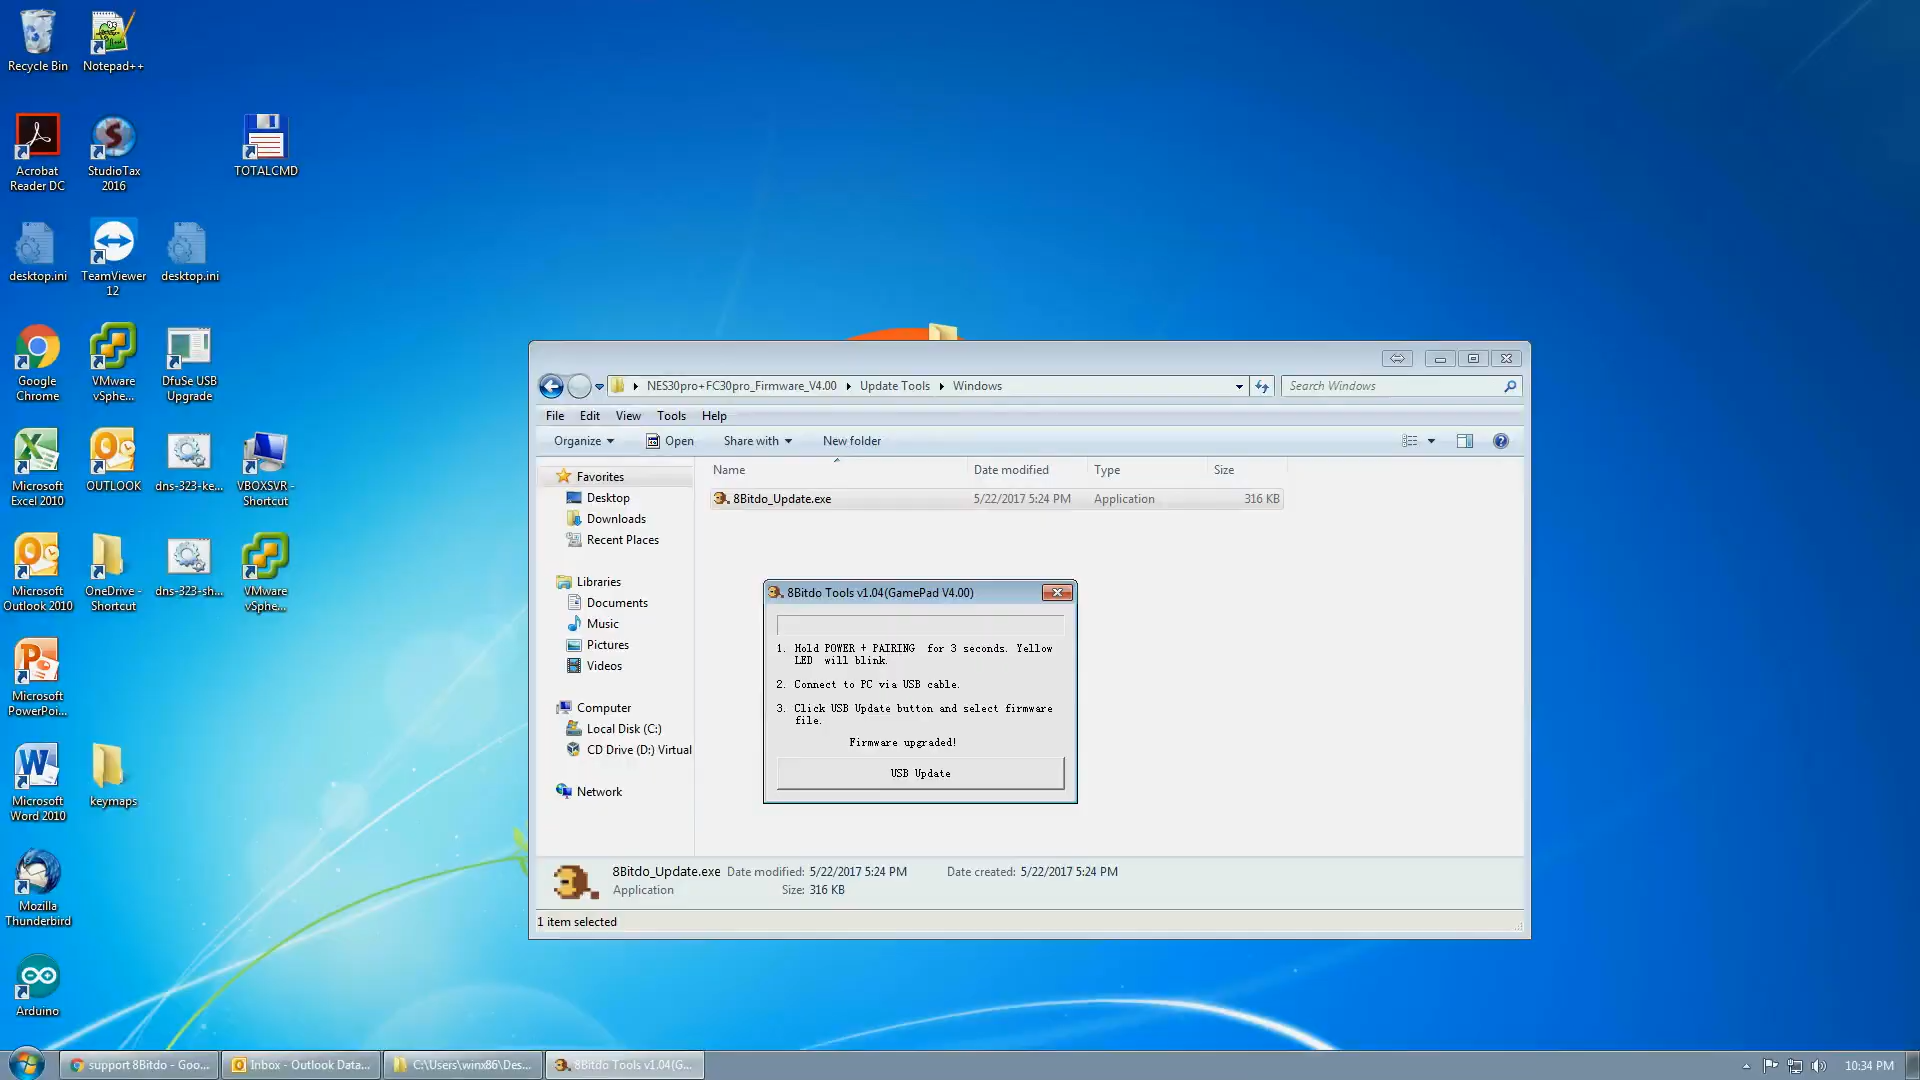 Recycle Bin
Notepad++
Acrobat
Reader DC
StudioTax
2016
TOTALCMD
desktop.ini
TeamViewer
12
desktop.ini
Google
Chrome
VMware
vSphe...
DfuSe USB
Upgrade
Microsoft
Excel 2010
OUTLOOK
dns-323-ke...
VBOXSVR -
Shortcut
Microsoft
Outlook 2010
OneDrive -
Shortcut
dns-323-sh...
VMware
vSphe...
Microsoft
PowerPoi...
Microsoft
Word 2010
keymaps
Mozilla
Thunderbird
Arduino
NES30pro+FC30pro_Firmware_V4.00 Update Tools Windows
Search Windows
File Edit View Tools Help
Organize Open Share with New folder
Favorites
Desktop
Downloads
Recent Places
Libraries
Documents
Music
Pictures
Videos
Computer
Local Disk (C:)
CD Drive (D:) Virtual
Network
Name Date modified Type Size
8Bitdo_Update.exe 5/22/2017 5:24 PM Application 316 KB
8Bitdo Tools v1.04(GamePad V4.00)
1. Hold POWER + PAIRING for 3 seconds. Yellow
LED will blink.
2. Connect to PC via USB cable.
3. Click USB Update button and select firmware
file.
Firmware upgraded!
USB Update
8Bitdo_Update.exe Date modified: 5/22/2017 5:24 PM Date created: 5/22/2017 5:24 PM
Application Size: 316 KB
1 item selected
support 8Bitdo - Goo...
Inbox - Outlook Data...
C:\Users\winx86\Des...
8Bitdo Tools v1.04(G...
10:34 PM